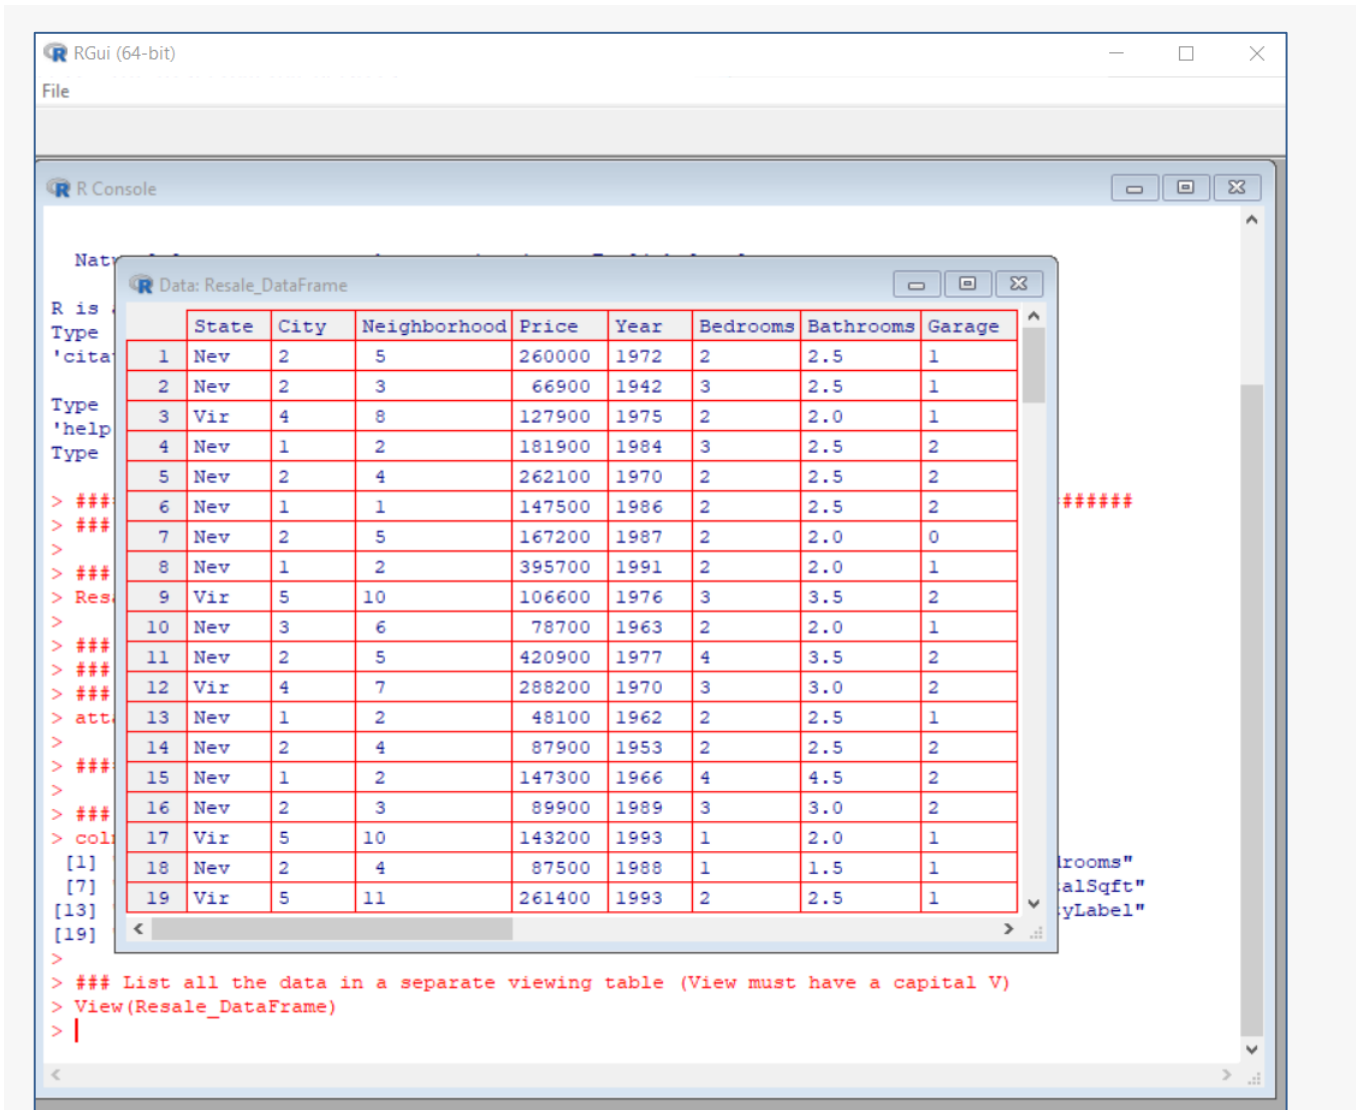 RGui (64-bit)
File
R Console
Data: Resale_DataFrame
R is
Type
'cita
Type
'help
Type
State City Neighborhood Price Year Bedrooms Bathrooms Garage
1 Nev 2 5 260000 1972 2 2.5 1
2 Nev 2 3 66900 1942 3 2.5 1
3 Vir 4 8 127900 1975 2 2.0 1
4 Nev 1 2 181900 1984 3 2.5 2
5 Nev 2 4 262100 1970 2 2.5 2
6 Nev 1 1 147500 1986 2 2.5 2
7 Nev 2 5 167200 1987 2 2.0 0
8 Nev 1 2 395700 1991 2 2.0 1
9 Vir 5 10 106600 1976 3 3.5 2
10 Nev 3 6 78700 1963 2 2.0 1
11 Nev 2 5 420900 1977 4 3.5 2
12 Vir 4 7 288200 1970 3 3.0 2
13 Nev 1 2 48100 1962 2 2.5 1
14 Nev 2 4 87900 1953 2 2.5 2
15 Nev 1 2 147300 1966 4 4.5 2
16 Nev 2 3 89900 1989 3 3.0 2
17 Vir 5 10 143200 1993 1 2.0 1
18 Nev 2 4 87500 1988 1 1.5 1
19 Vir 5 11 261400 1993 2 2.5 1
> #### ######
> ###
>
> ###
> Res
>
> ###
> ###
> ###
> atta
>
> ###
>
> ###
> col
[1] drooms"
[7] alSqft"
[13] yLabel"
[19]
>
> ### List all the data in a separate viewing table (View must have a capital V)
> View(Resale_DataFrame)
>